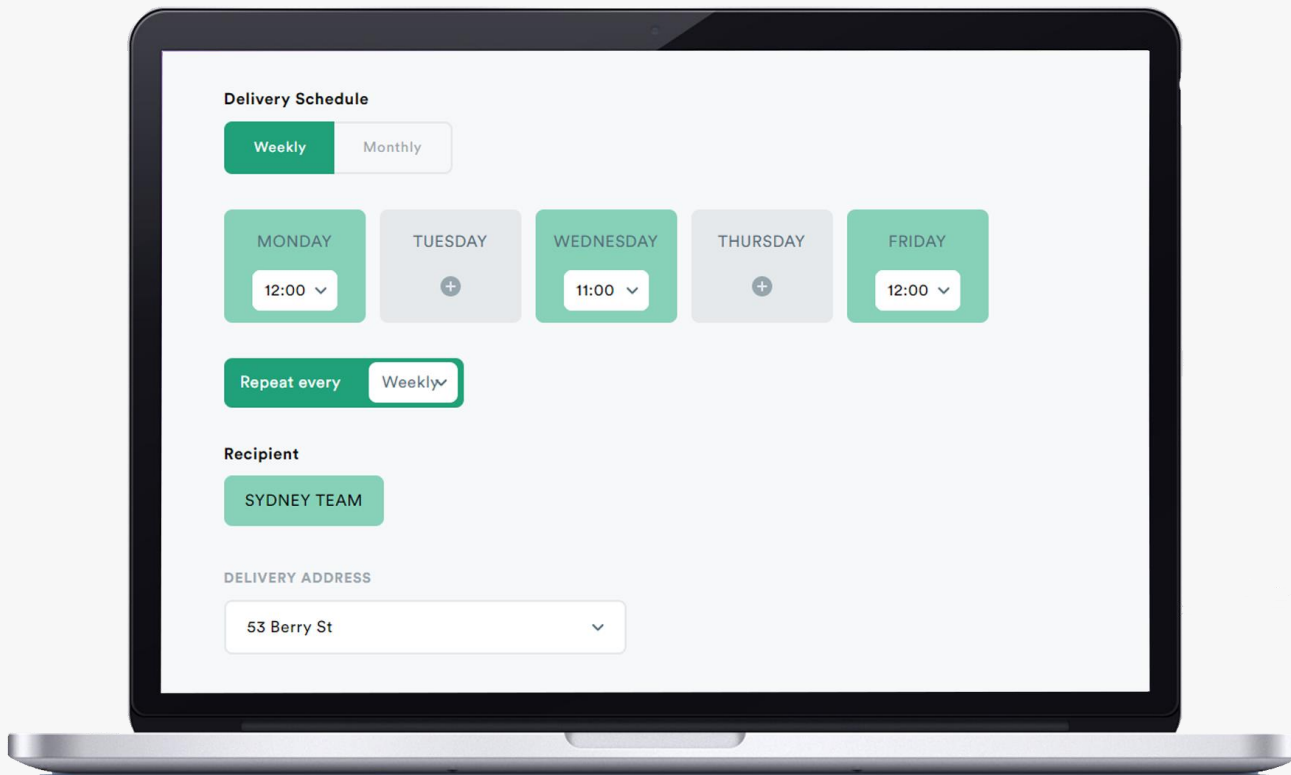 Delivery Schedule
Weekly Monthly
MONDAY TUESDAY WEDNESDAY THURSDAY FRIDAY
12:00 11:00 12:00
Repeat every Weekly
Recipient
SYDNEY TEAM
DELIVERY ADDRESS
53 Berry St